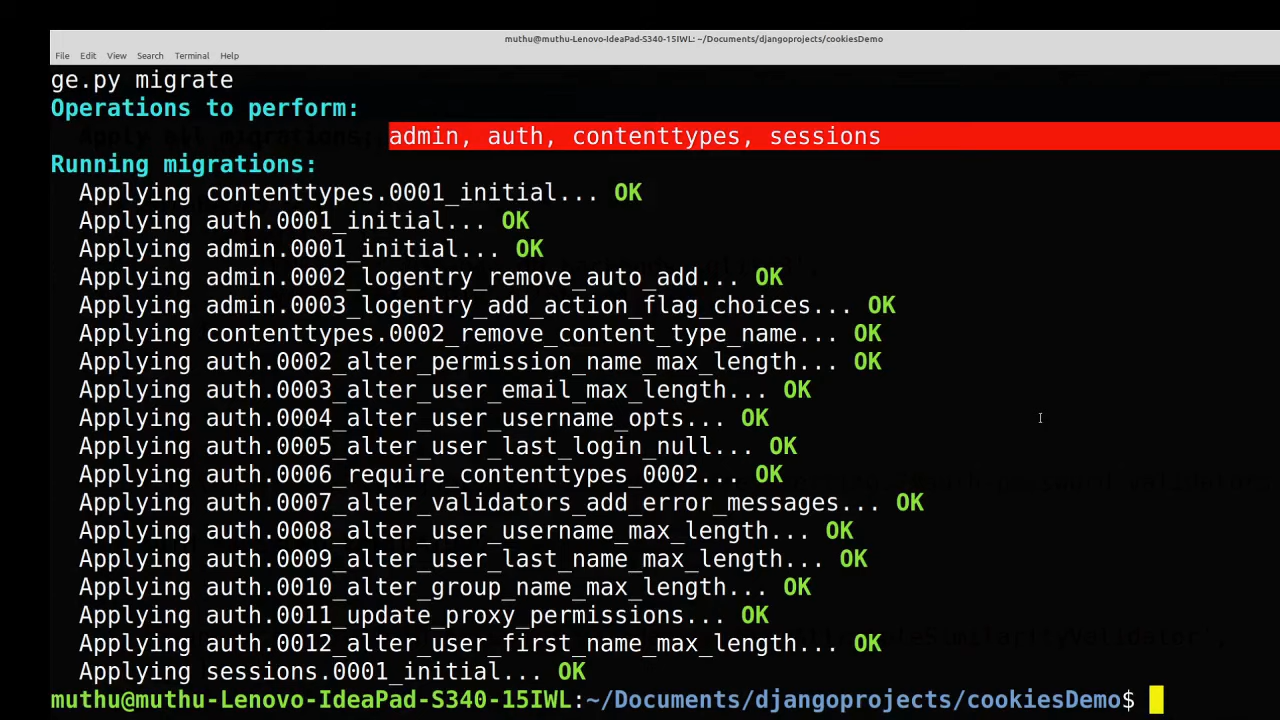 muthu@muthu-Lenovo-IdeaPad-S340-15IWL: ~/Documents/djangoprojects/cookiesDemo
File Edit View Search Terminal Help
ge.py migrate
Operations to perform:
Apply all migrations: admin, auth, contenttypes, sessions
Running migrations:
Applying contenttypes.0001_initial... OK
Applying auth.0001_initial... OK
Applying admin.0001_initial... OK
Applying admin.0002_logentry_remove_auto_add... OK
Applying admin.0003_logentry_add_action_flag_choices... OK
Applying contenttypes.0002_remove_content_type_name... OK
Applying auth.0002_alter_permission_name_max_length... OK
Applying auth.0003_alter_user_email_max_length... OK
Applying auth.0004_alter_user_username_opts... OK
Applying auth.0005_alter_user_last_login_null... OK
Applying auth.0006_require_contenttypes_0002... OK
Applying auth.0007_alter_validators_add_error_messages... OK
Applying auth.0008_alter_user_username_max_length... OK
Applying auth.0009_alter_user_last_name_max_length... OK
Applying auth.0010_alter_group_name_max_length... OK
Applying auth.0011_update_proxy_permissions... OK
Applying auth.0012_alter_user_first_name_max_length... OK
Applying sessions.0001_initial... OK
muthu@muthu-Lenovo-IdeaPad-S340-15IWL:~/Documents/djangoprojects/cookiesDemo$